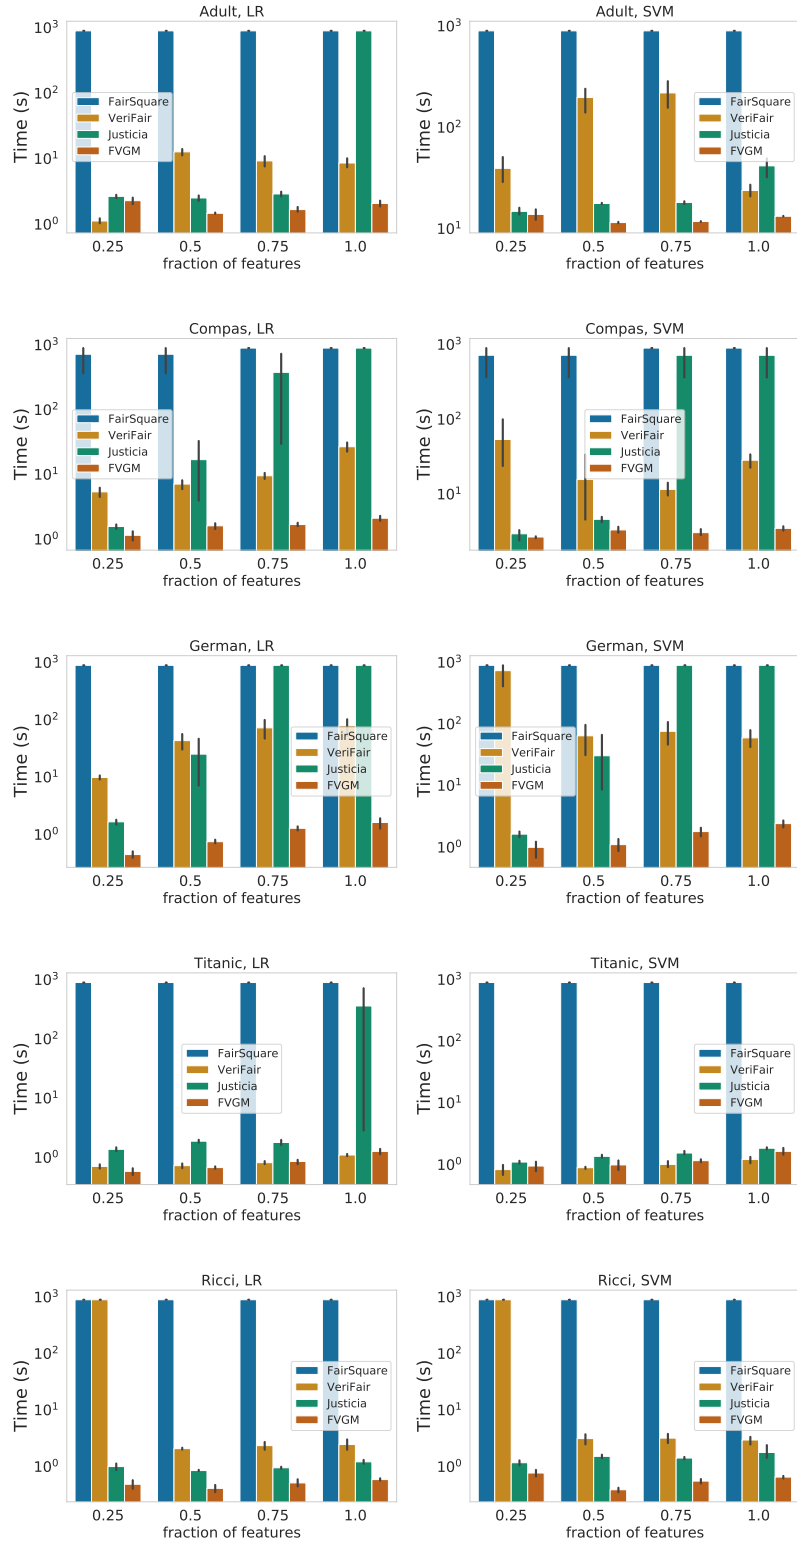 Adult, LR
Time (s)
10³
10²
10¹
10⁰
FairSquare
VeriFair
Justicia
FVGM
0.25 0.5 0.75 1.0
fraction of features
Adult, SVM
Time (s)
10³
10²
10¹
FairSquare
VeriFair
Justicia
FVGM
0.25 0.5 0.75 1.0
fraction of features
Compas, LR
Time (s)
10³
10²
10¹
10⁰
FairSquare
VeriFair
Justicia
FVGM
0.25 0.5 0.75 1.0
fraction of features
Compas, SVM
Time (s)
10³
10²
10¹
FairSquare
VeriFair
Justicia
FVGM
0.25 0.5 0.75 1.0
fraction of features
German, LR
Time (s)
10³
10²
10¹
10⁰
FairSquare
VeriFair
Justicia
FVGM
0.25 0.5 0.75 1.0
fraction of features
German, SVM
Time (s)
10³
10²
10¹
10⁰
FairSquare
VeriFair
Justicia
FVGM
0.25 0.5 0.75 1.0
fraction of features
Titanic, LR
Time (s)
10³
10²
10¹
10⁰
FairSquare
VeriFair
Justicia
FVGM
0.25 0.5 0.75 1.0
fraction of features
Titanic, SVM
Time (s)
10³
10²
10¹
10⁰
FairSquare
VeriFair
Justicia
FVGM
0.25 0.5 0.75 1.0
fraction of features
Ricci, LR
Time (s)
10³
10²
10¹
10⁰
FairSquare
VeriFair
Justicia
FVGM
0.25 0.5 0.75 1.0
fraction of features
Ricci, SVM
Time (s)
10³
10²
10¹
10⁰
FairSquare
VeriFair
Justicia
FVGM
0.25 0.5 0.75 1.0
fraction of features